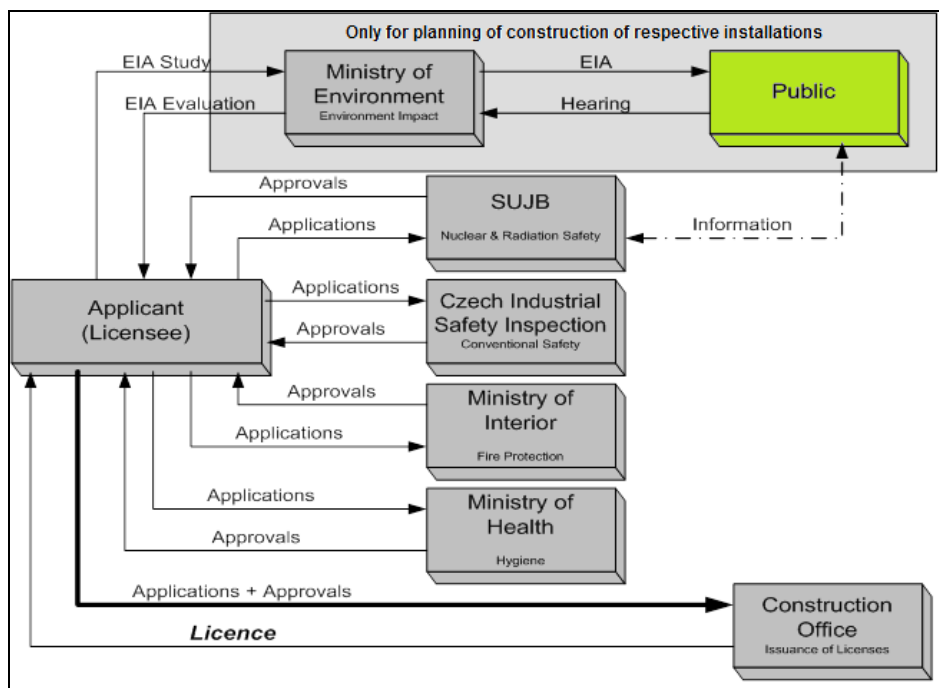 Only for planning of construction of respective installations
EIA Study
Ministry of
Environment
Environment Impact
EIA
Public
EIA Evaluation
Hearing
Approvals
SUJB
Nuclear & Radiation Safety
Applications
Information
Applicant
(Licensee)
Applications
Czech Industrial
Safety Inspection
Conventional Safety
Approvals
Approvals
Ministry of
Interior
Fire Protection
Applications
Applications
Ministry of
Health
Hygiene
Approvals
Applications + Approvals
Construction
Office
Issuance of Licenses
Licence